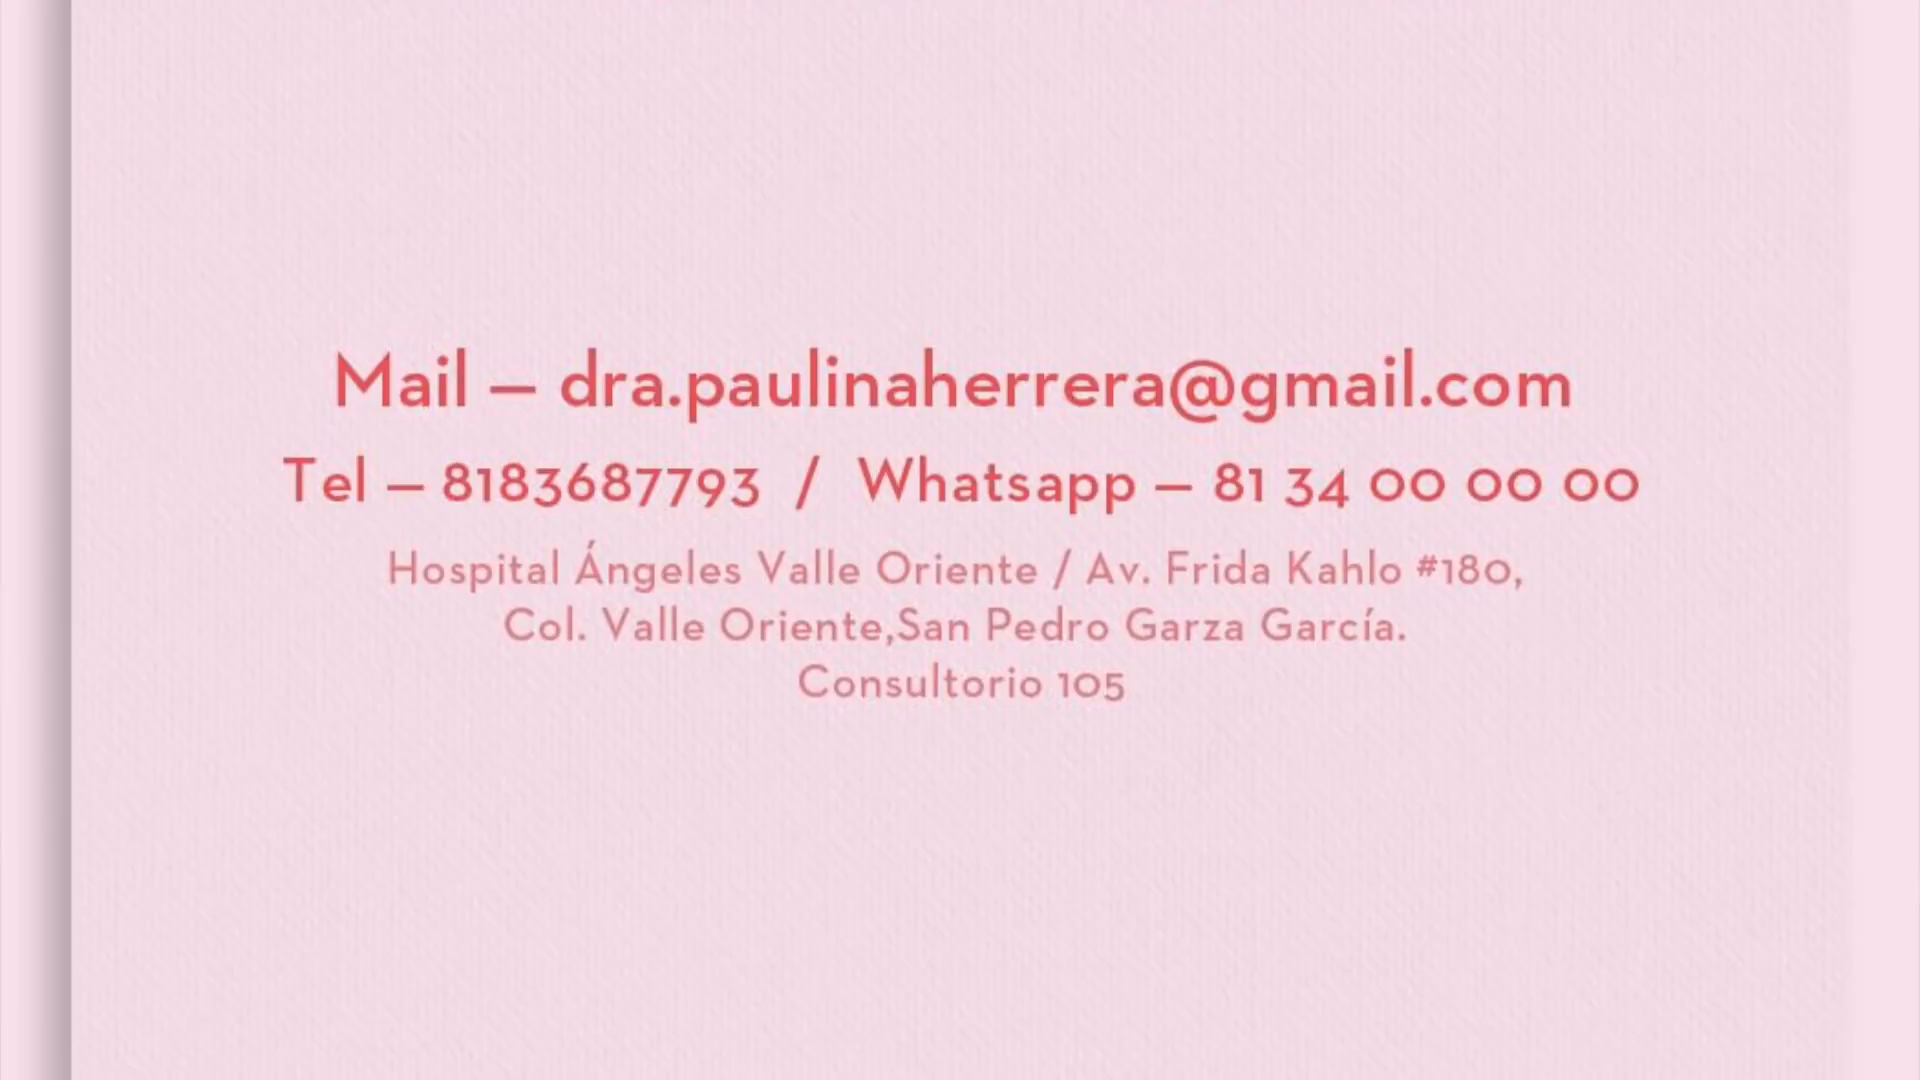 Mail – dra.paulinaherrera@gmail.com
Tel – 8183687793 / Whatsapp – 81 34 00 00 00
Hospital Ángeles Valle Oriente / Av. Frida Kahlo #180,
Col. Valle Oriente,San Pedro Garza García.
Consultorio 105